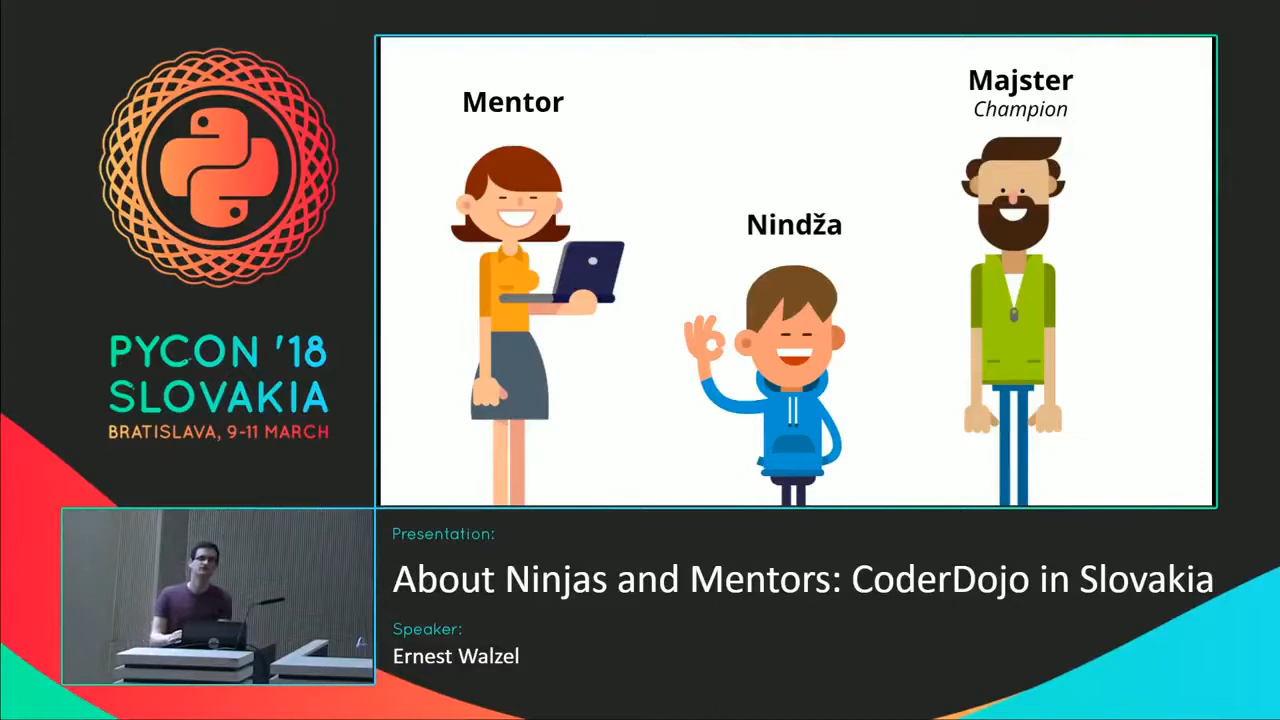 PYCON '18
SLOVAKIA
BRATISLAVA, 9-11 MARCH
Mentor
Nindža
Majster
Champion
Presentation:
About Ninjas and Mentors: CoderDojo in Slovakia
Speaker:
Ernest Walzel